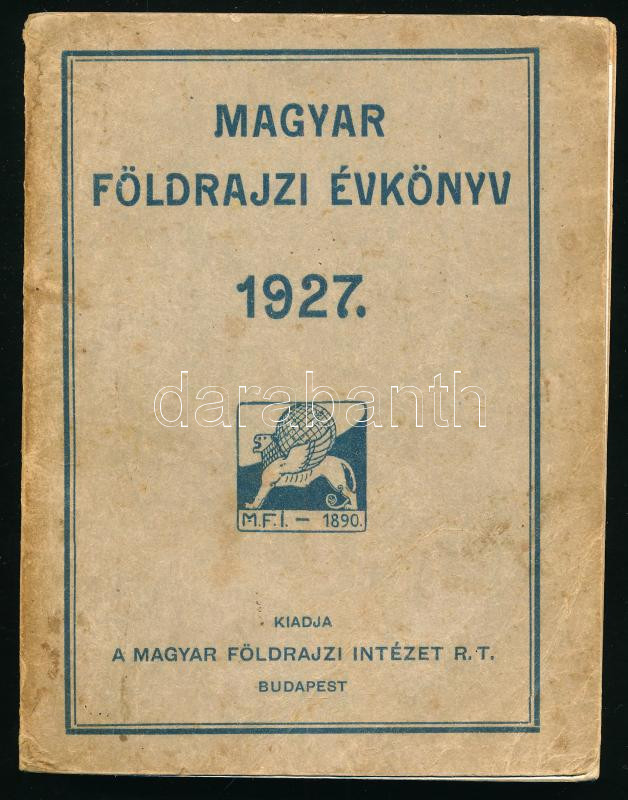 MAGYAR
FÖLDRAJZI ÉVKÖNYV
1927.
darabanth
M.F.I. – 1890.
KIADJA
A MAGYAR FÖLDRAJZI INTÉZET R.T.
BUDAPEST